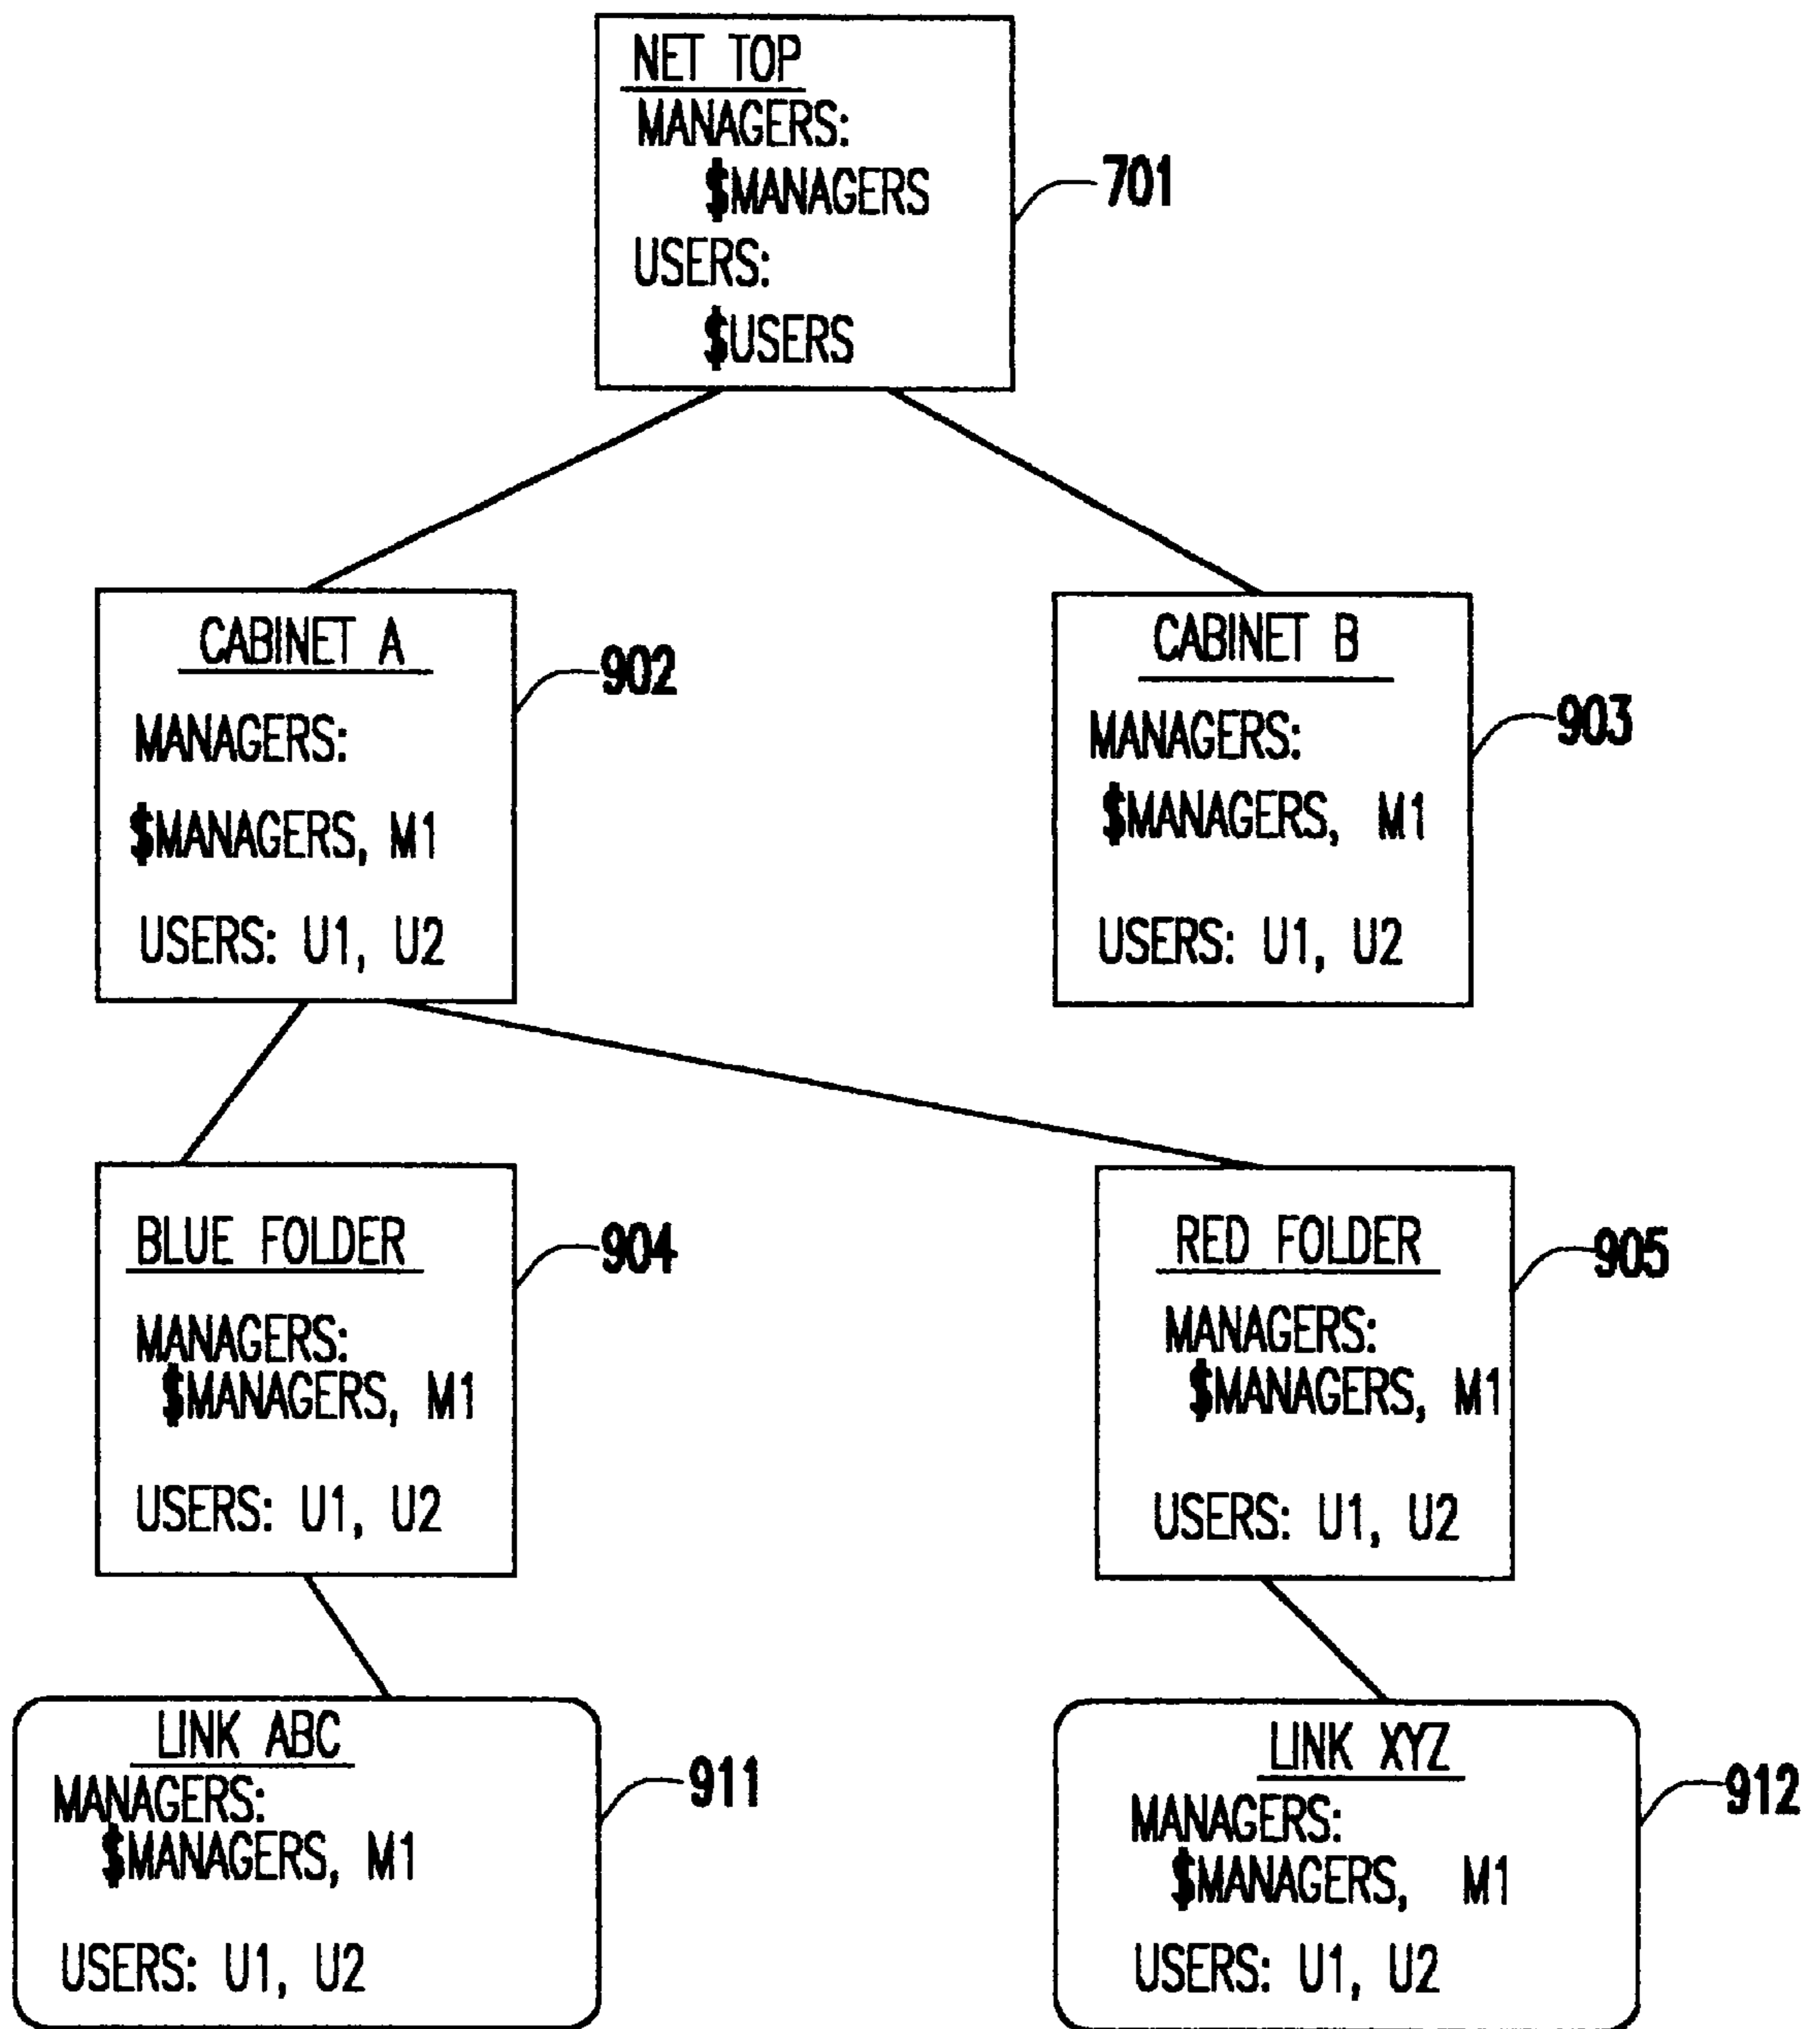 NET TOP
MANAGERS:
$MANAGERS
USERS:
$USERS
701
CABINET A
MANAGERS:
$MANAGERS, M1
USERS: U1, U2
902
CABINET B
MANAGERS:
$MANAGERS, M1
USERS: U1, U2
903
BLUE FOLDER
MANAGERS:
$MANAGERS, M1
USERS: U1, U2
904
RED FOLDER
MANAGERS:
$MANAGERS, M1
USERS: U1, U2
905
LINK ABC
MANAGERS:
$MANAGERS, M1
USERS: U1, U2
911
LINK XYZ
MANAGERS:
$MANAGERS, M1
USERS: U1, U2
912